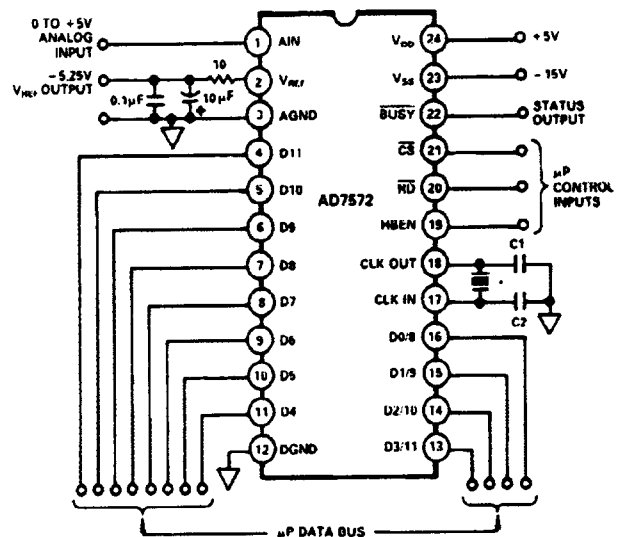 0 TO +5V
ANALOG
INPUT
–5.25V
VREF OUTPUT
0.1µF
10µF
+
10
1 AIN
2 VREF
3 AGND
4 D11
5 D10
6 D9
7 D8
8 D7
9 D6
10 D5
11 D4
12 DGND
AD7572
VDD 24
VSS 23
BUSY 22
CS 21
RD 20
HBEN 19
CLK OUT 18
CLK IN 17
D0/8 16
D1/9 15
D2/10 14
D3/11 13
+5V
–15V
STATUS
OUTPUT
µP
CONTROL
INPUTS
C1
C2
µP DATA BUS